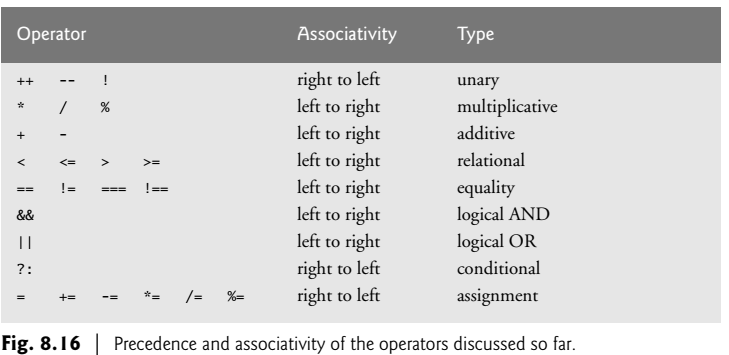 Operator Associativity Type
++ -- ! right to left unary
* / % left to right multiplicative
+ - left to right additive
< <= > >= left to right relational
== != === !== left to right equality
&& left to right logical AND
|| left to right logical OR
?: right to left conditional
= += -= *= /= %= right to left assignment
Fig. 8.16 | Precedence and associativity of the operators discussed so far.